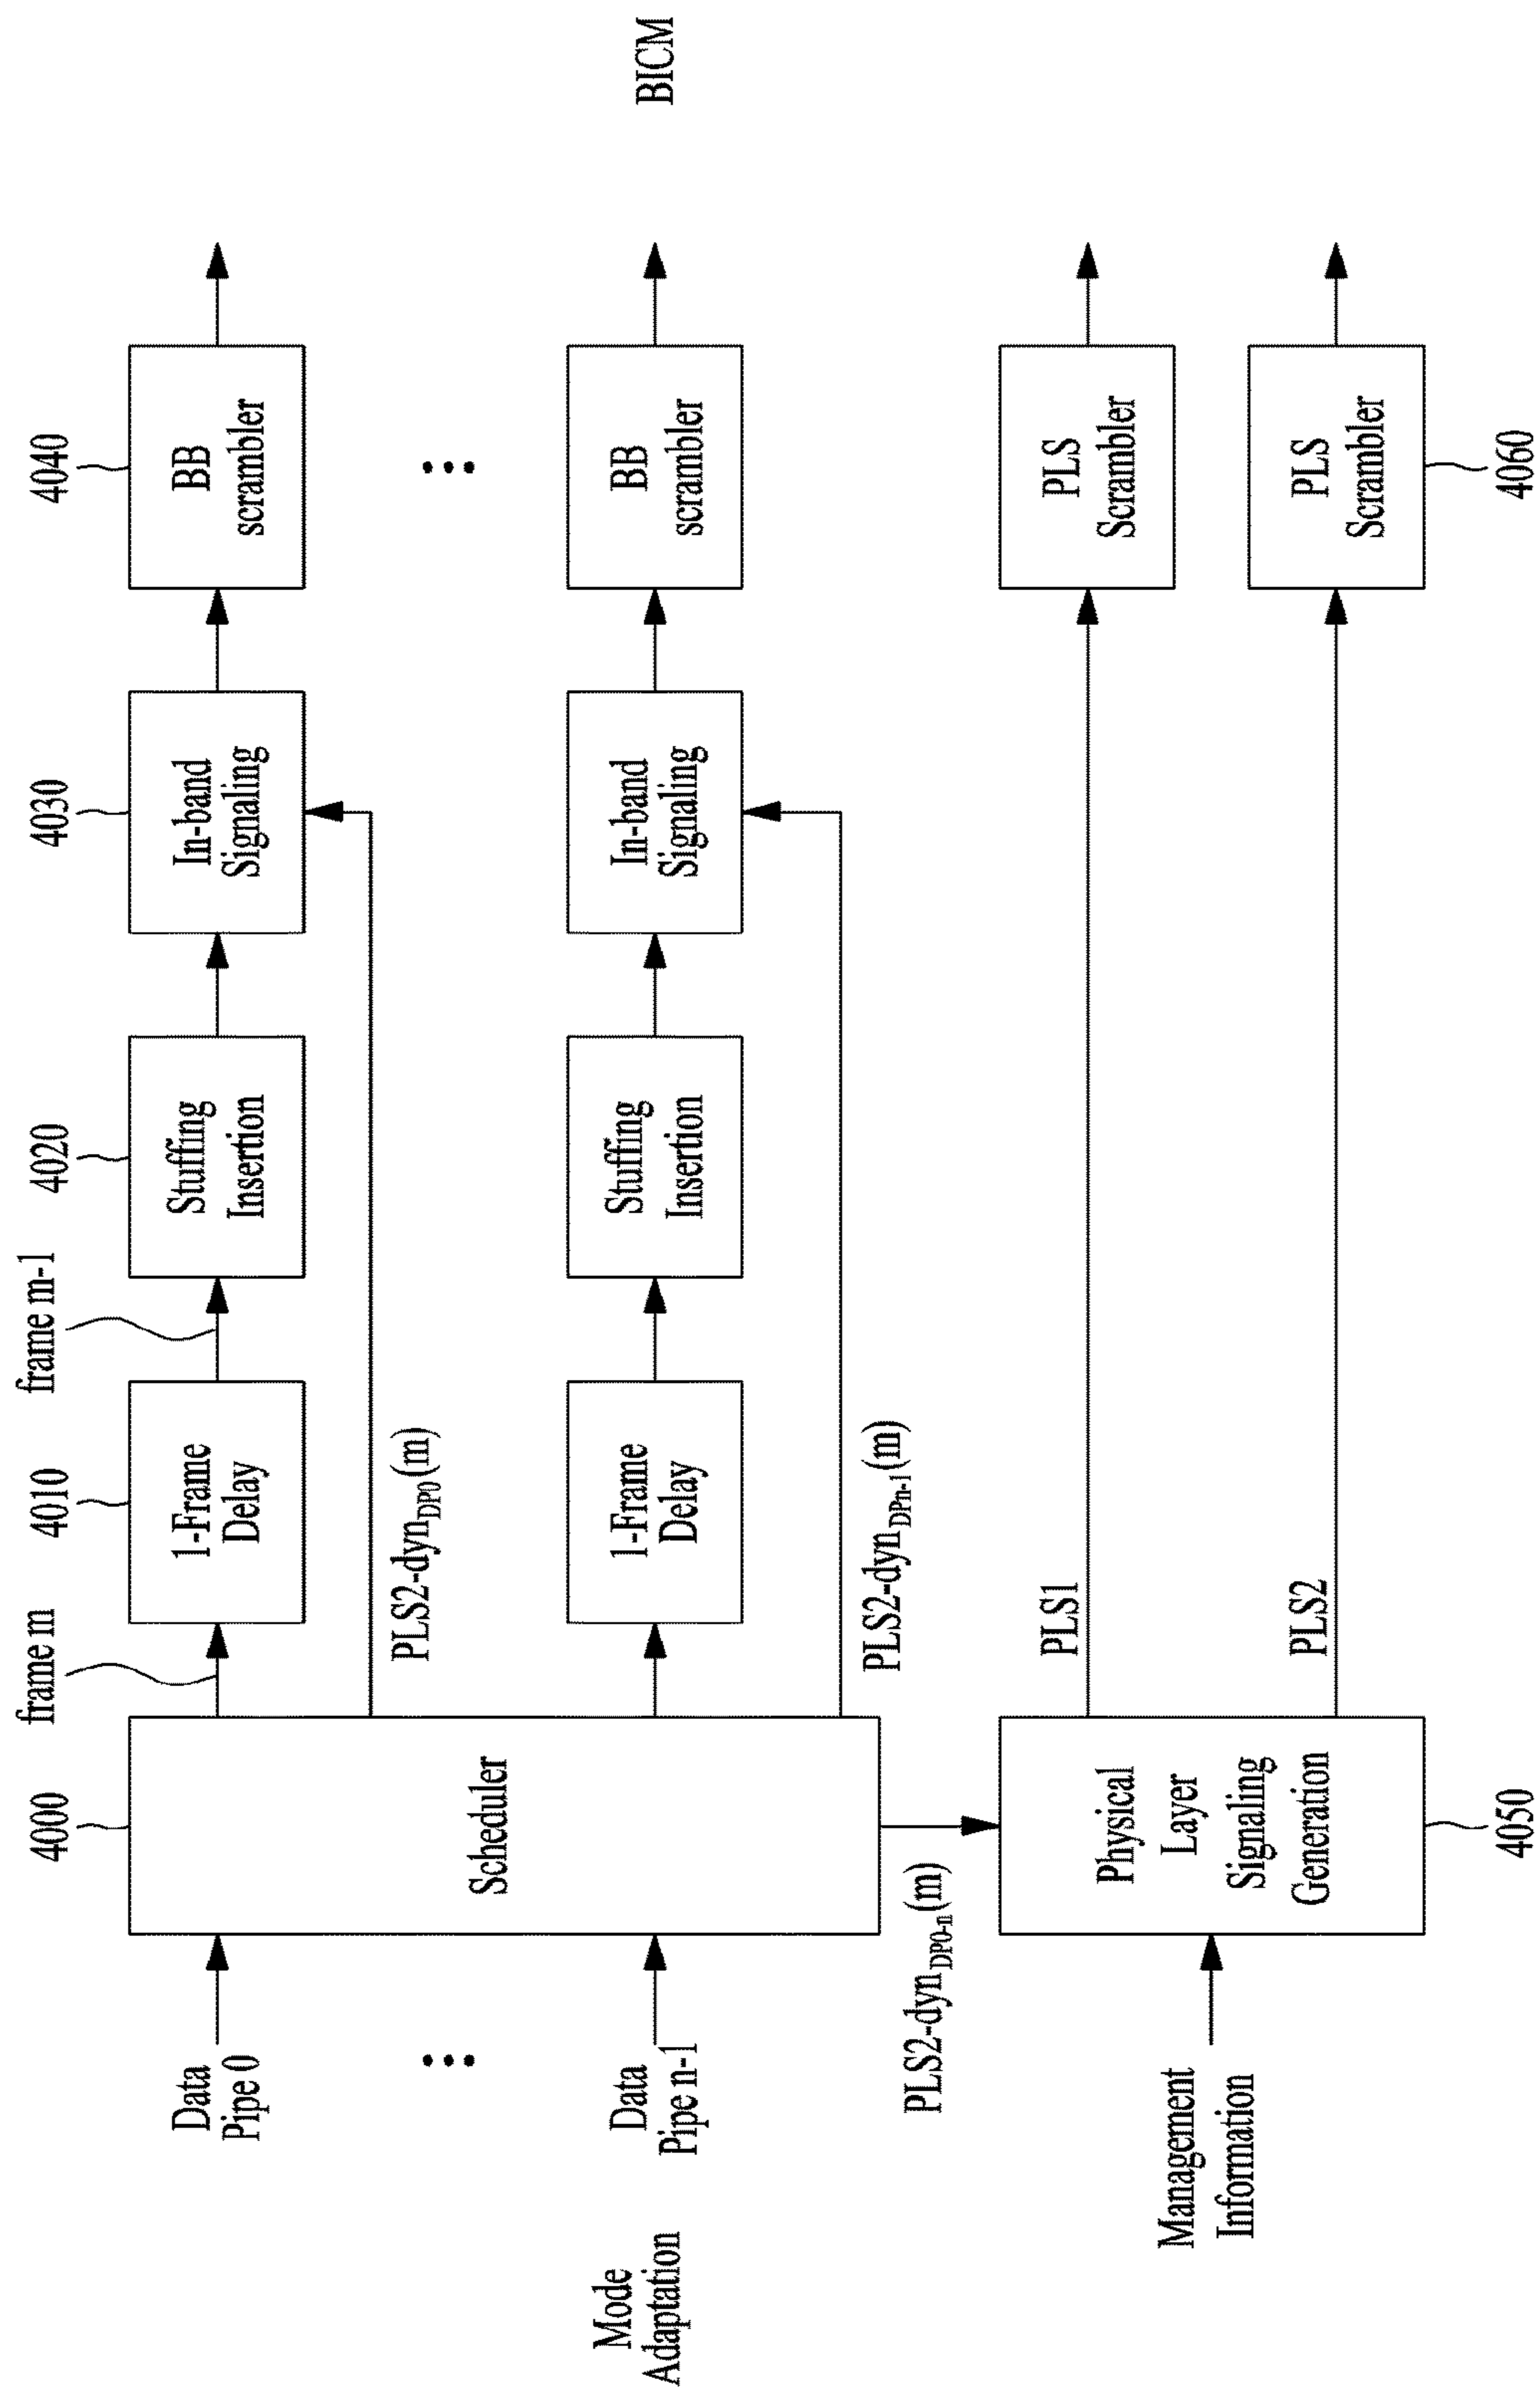 Mode
Adaptation
Data
Pipe 0
Data
Pipe n-1
4000
Scheduler
frame m
4010
1-Frame
Delay
frame m-1
4020
Stuffing
Insertion
4030
In-band
Signaling
4040
BB
scrambler
PLS2-dyn_DP0(m)
1-Frame
Delay
Stuffing
Insertion
In-band
Signaling
BB
scrambler
BICM
PLS2-dyn_DPn-1(m)
PLS2-dyn_DP0-n(m)
Management
Information
Physical
Layer
Signaling
Generation
4050
PLS1
PLS
Scrambler
PLS2
PLS
Scrambler
4060